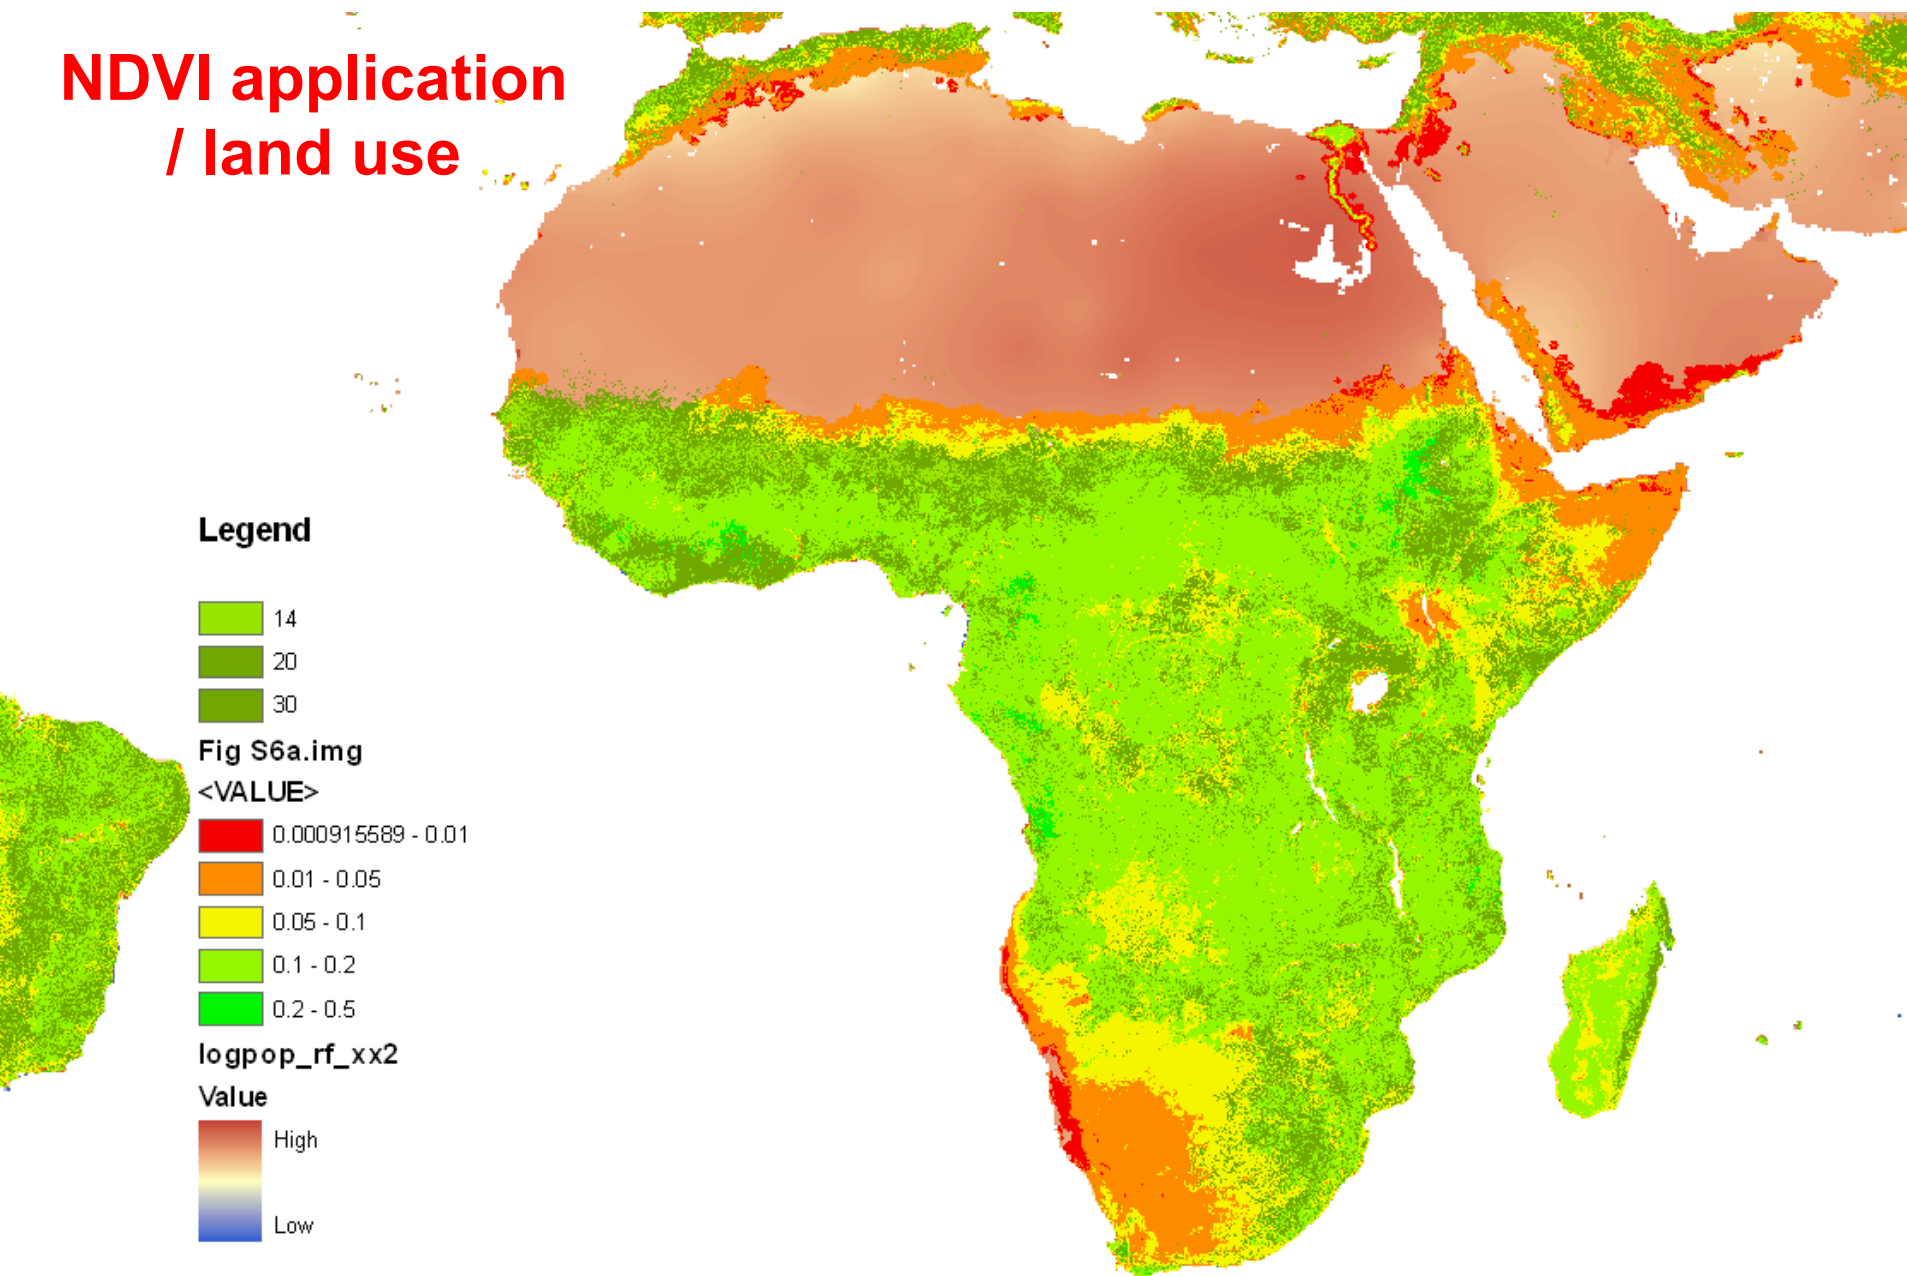 NDVI application
/ land use
Legend
14
20
30
Fig S6a.img
<VALUE>
0.000915589 - 0.01
0.01 - 0.05
0.05 - 0.1
0.1 - 0.2
0.2 - 0.5
logpop_rf_xx2
Value
High
Low